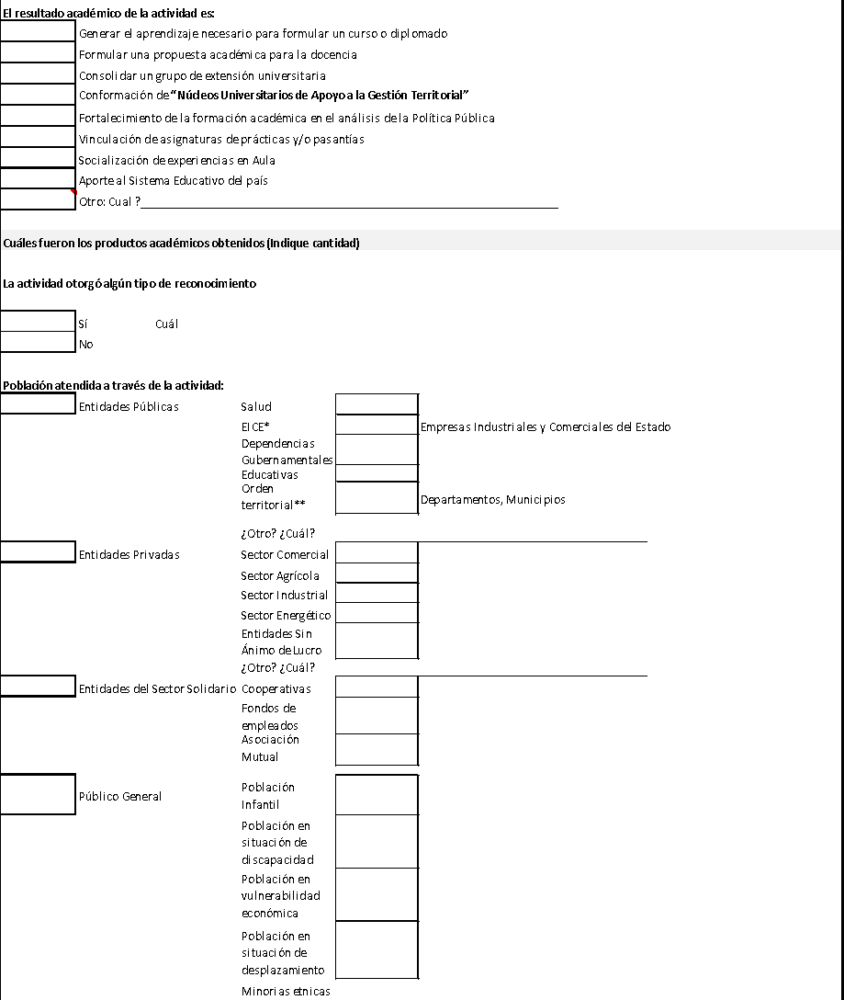 El resultado académico de la actividad es:
Generar el aprendizaje necesario para formular un curso o diplomado
Formular una propuesta académica para la docencia
Consolidar un grupo de extensión universitaria
Conformación de “Núcleos Universitarios de Apoyo a la Gestión Territorial”
Fortalecimiento de la formación académica en el análisis de la Política Pública
Vinculación de asignaturas de prácticas y/o pasantías
Socialización de experiencias en Aula
Aporte al Sistema Educativo del país
Otro: Cual ?
Cuáles fueron los productos académicos obtenidos (Indique cantidad)
La actividad otorgó algún tipo de reconocimiento
Sí Cuál
No
Población atendida a través de la actividad:
Entidades Públicas Salud
EICE* Empresas Industriales y Comerciales del Estado
Dependencias
Gubernamentales
Educativas
Orden
territorial** Departamentos, Municipios
¿Otro? ¿Cuál?
Entidades Privadas Sector Comercial
Sector Agrícola
Sector Industrial
Sector Energético
Entidades Sin
Ánimo de Lucro
¿Otro? ¿Cuál?
Entidades del Sector Solidario Cooperativas
Fondos de
empleados
Asociación
Mutual
Público General Población
Infantil
Población en
situación de
discapacidad
Población en
vulnerabilidad
económica
Población en
situación de
desplazamiento
Minorias etnicas